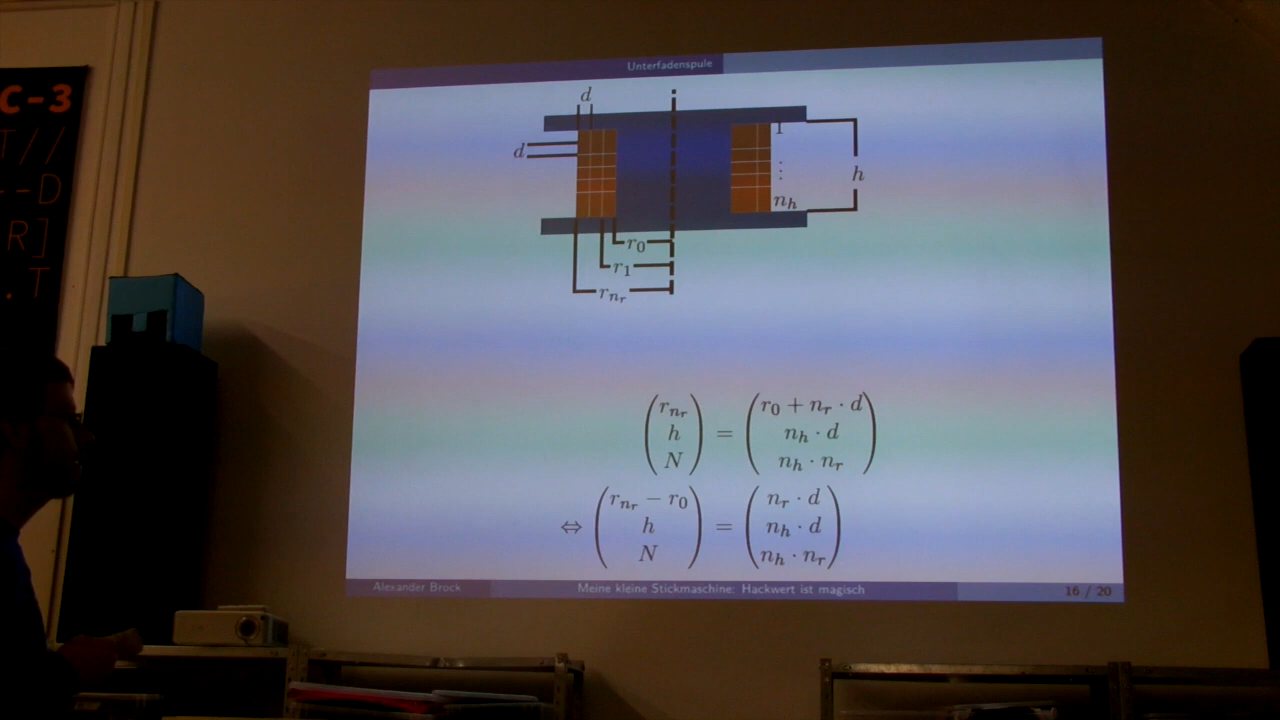 C-3
T//
--D
R]
.T
Unterfadenspule
d
d
1
⋮
n_h
h
r_0
r_1
r_{n_r}
(r_{n_r} h N) = (r_0 + n_r · d n_h · d n_h · n_r)
⇔ (r_{n_r} − r_0 h N) = (n_r · d n_h · d n_h · n_r)
Alexander Brock Meine kleine Stickmaschine: Hackwert ist magisch 16 / 20